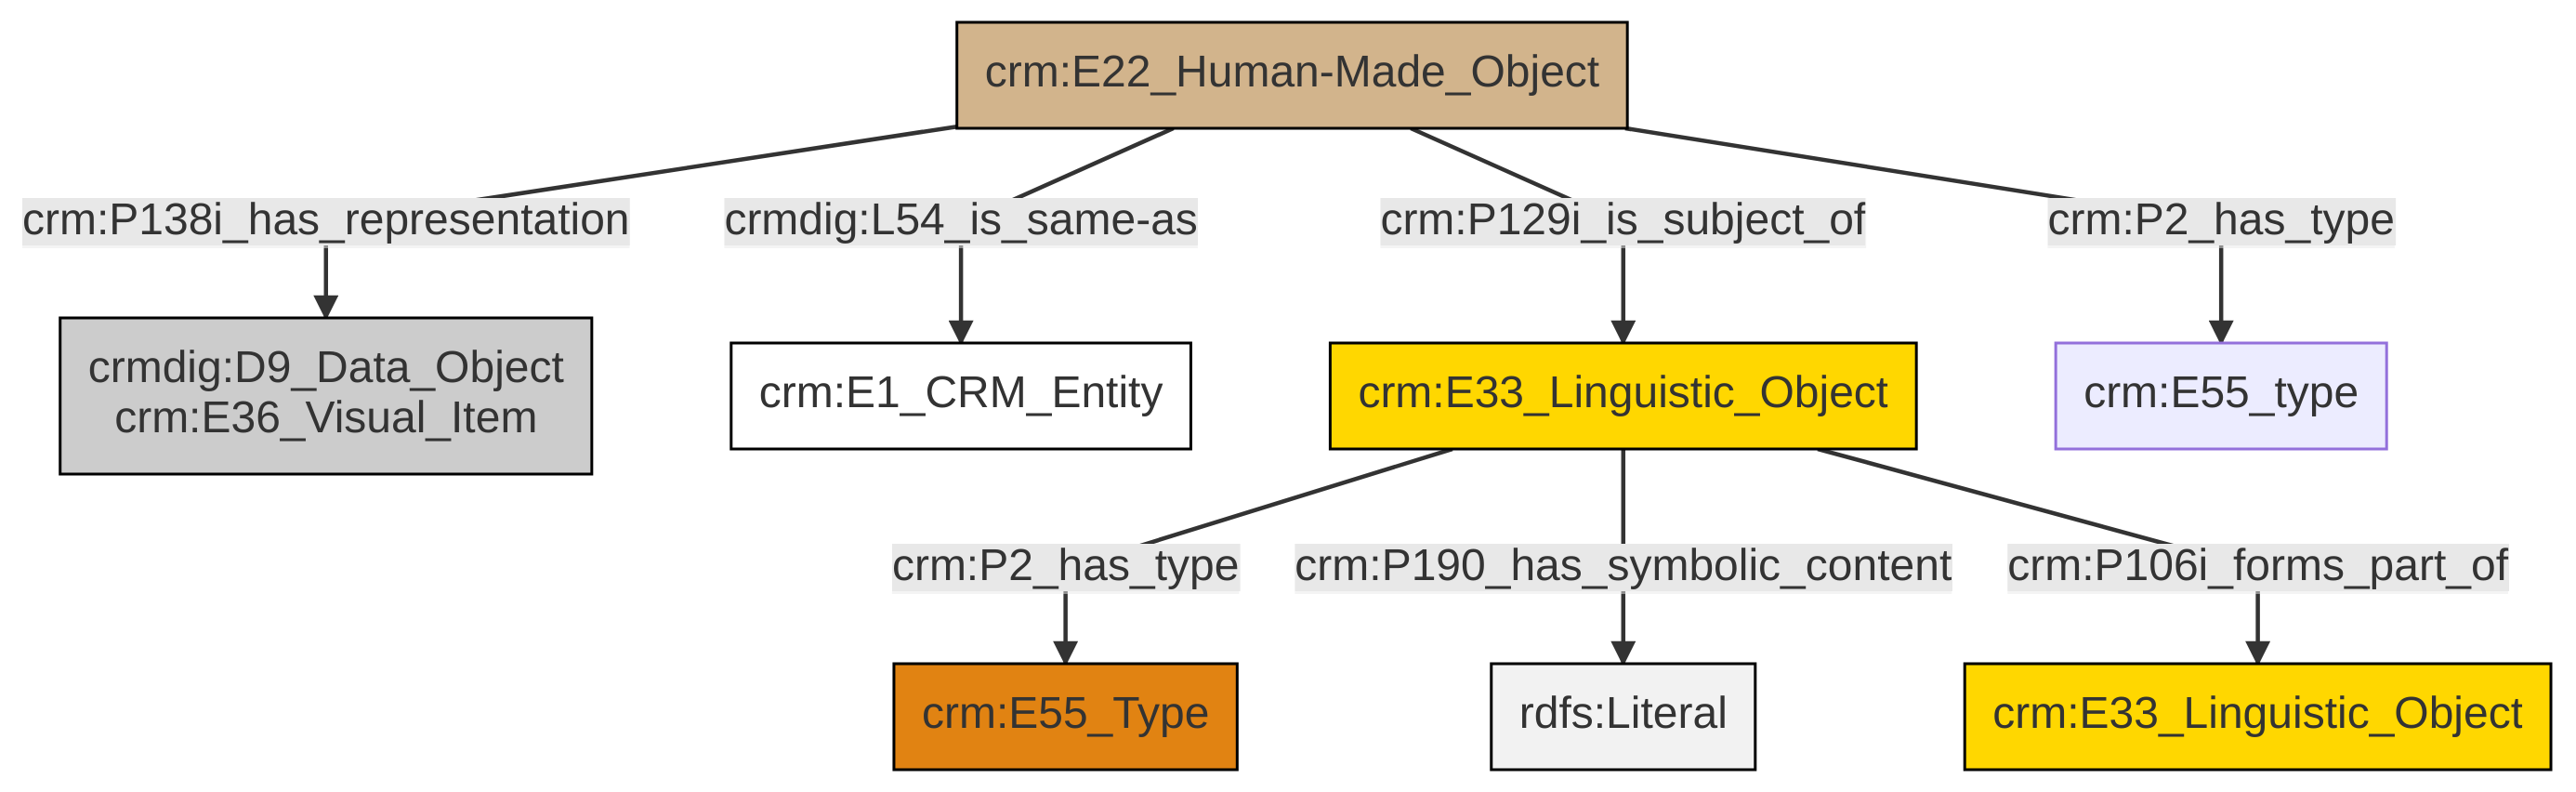 crm:E22_Human-Made_Object
crm:P138i_has_representation
crmdig:L54_is_same-as
crm:P129i_is_subject_of
crm:P2_has_type
crmdig:D9_Data_Object
crm:E36_Visual_Item
crm:E1_CRM_Entity
crm:E33_Linguistic_Object
crm:E55_type
crm:P2_has_type
crm:P190_has_symbolic_content
crm:P106i_forms_part_of
crm:E55_Type
rdfs:Literal
crm:E33_Linguistic_Object